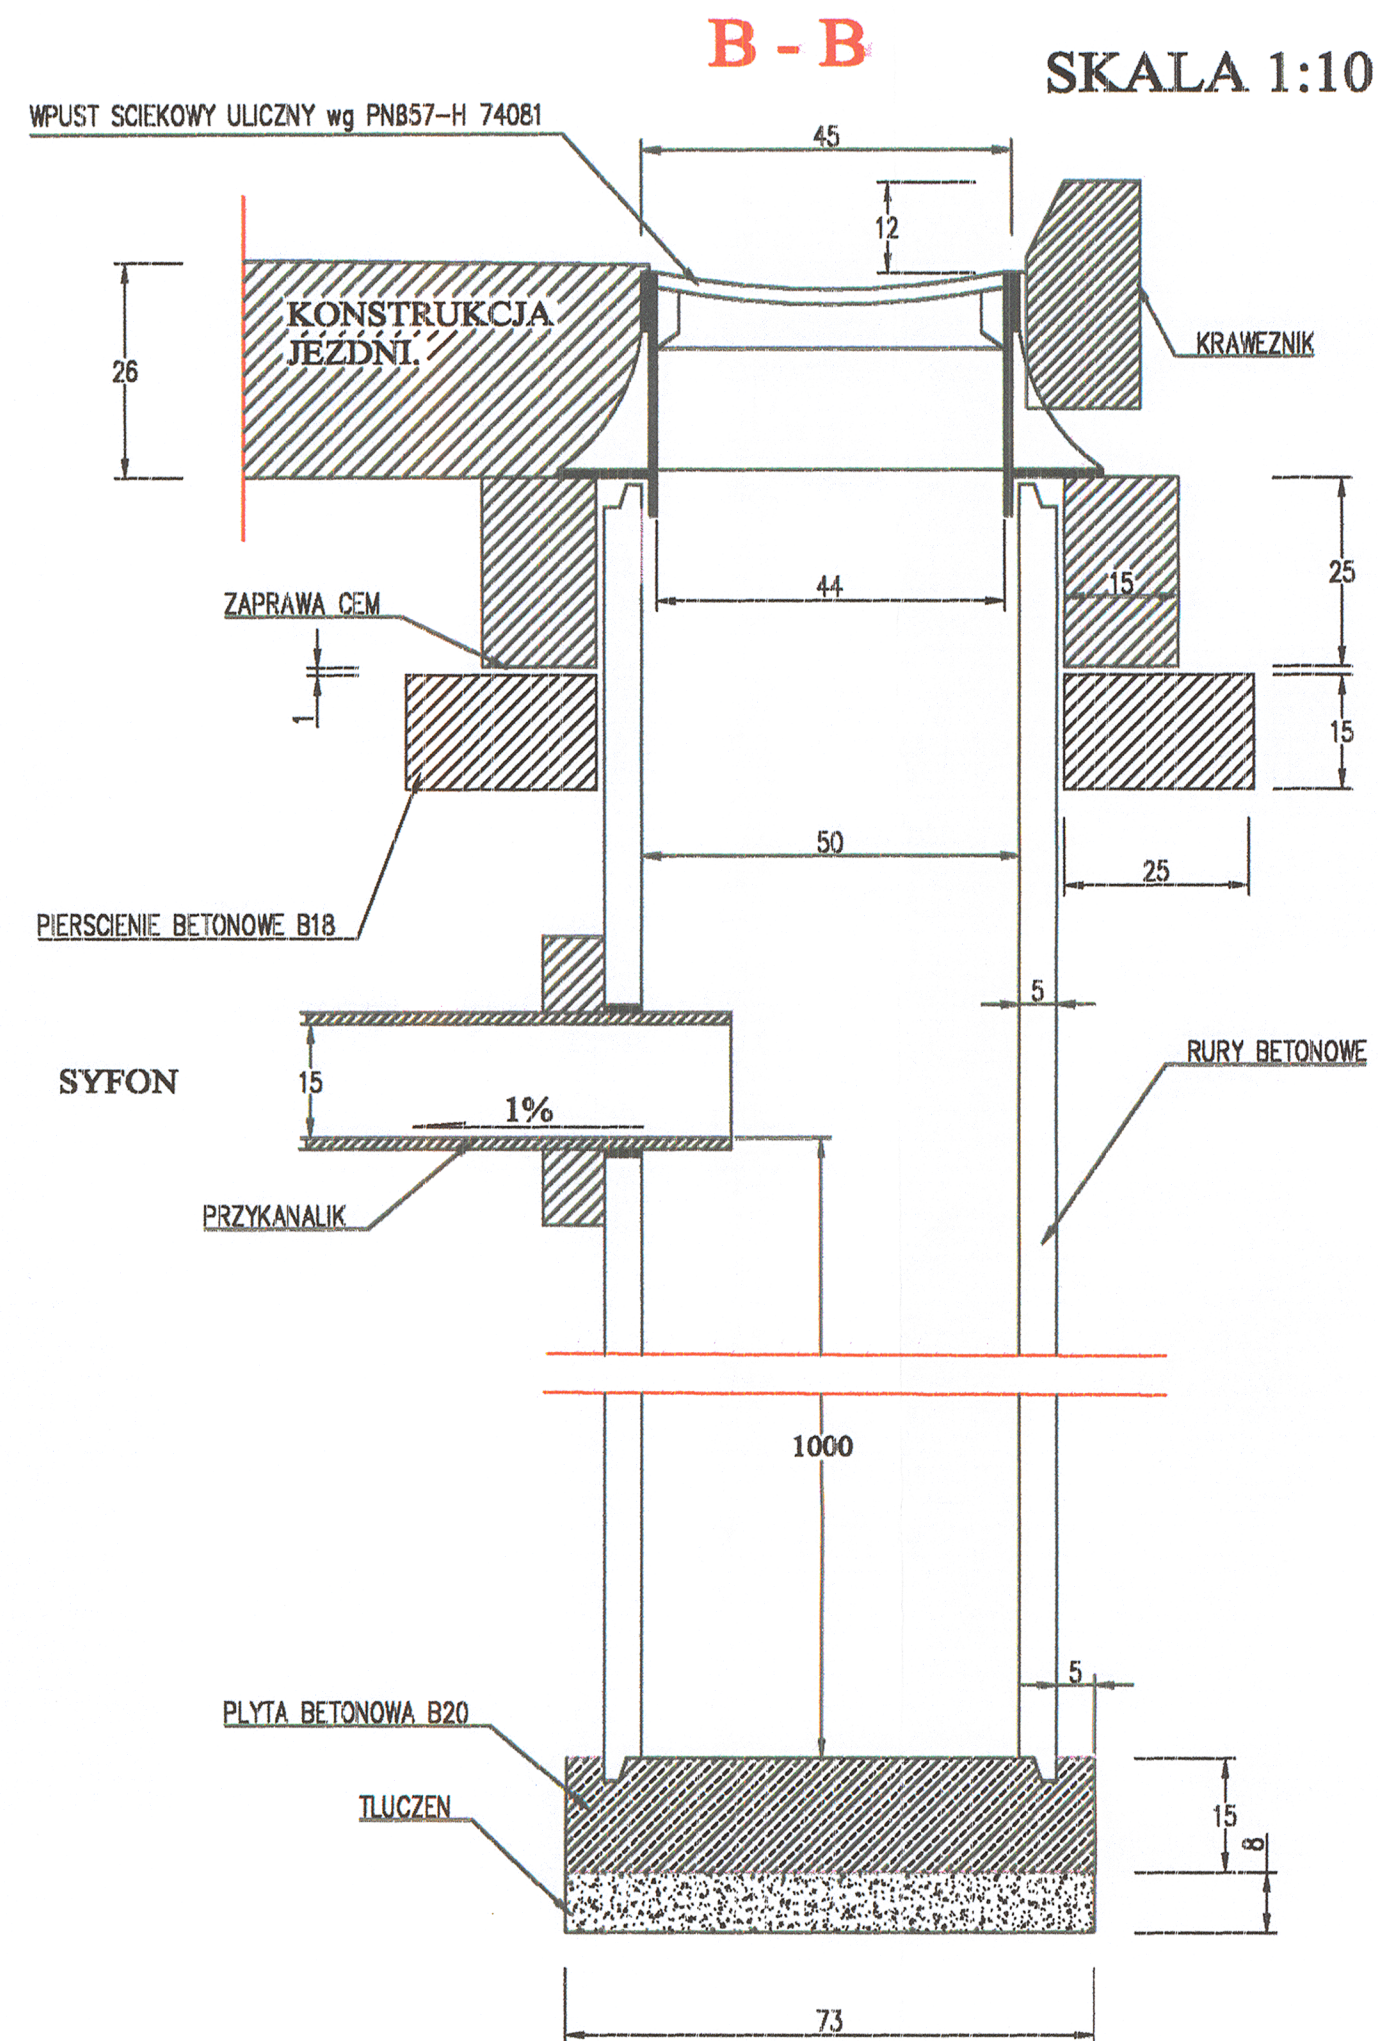 B - B
SKALA 1:10
WPUST SCIEKOWY ULICZNY wg PNB57-H 74081
45
12
KONSTRUKCJA
JEŹDNI.
KRAWEZNIK
26
44
15
25
ZAPRAWA CEM
1
15
50
25
PIERSCIENIE BETONOWE B18
5
RURY BETONOWE
SYFON
15
1%
PRZYKANALIK
1000
5
PLYTA BETONOWA B20
TLUCZEN
15
8
73